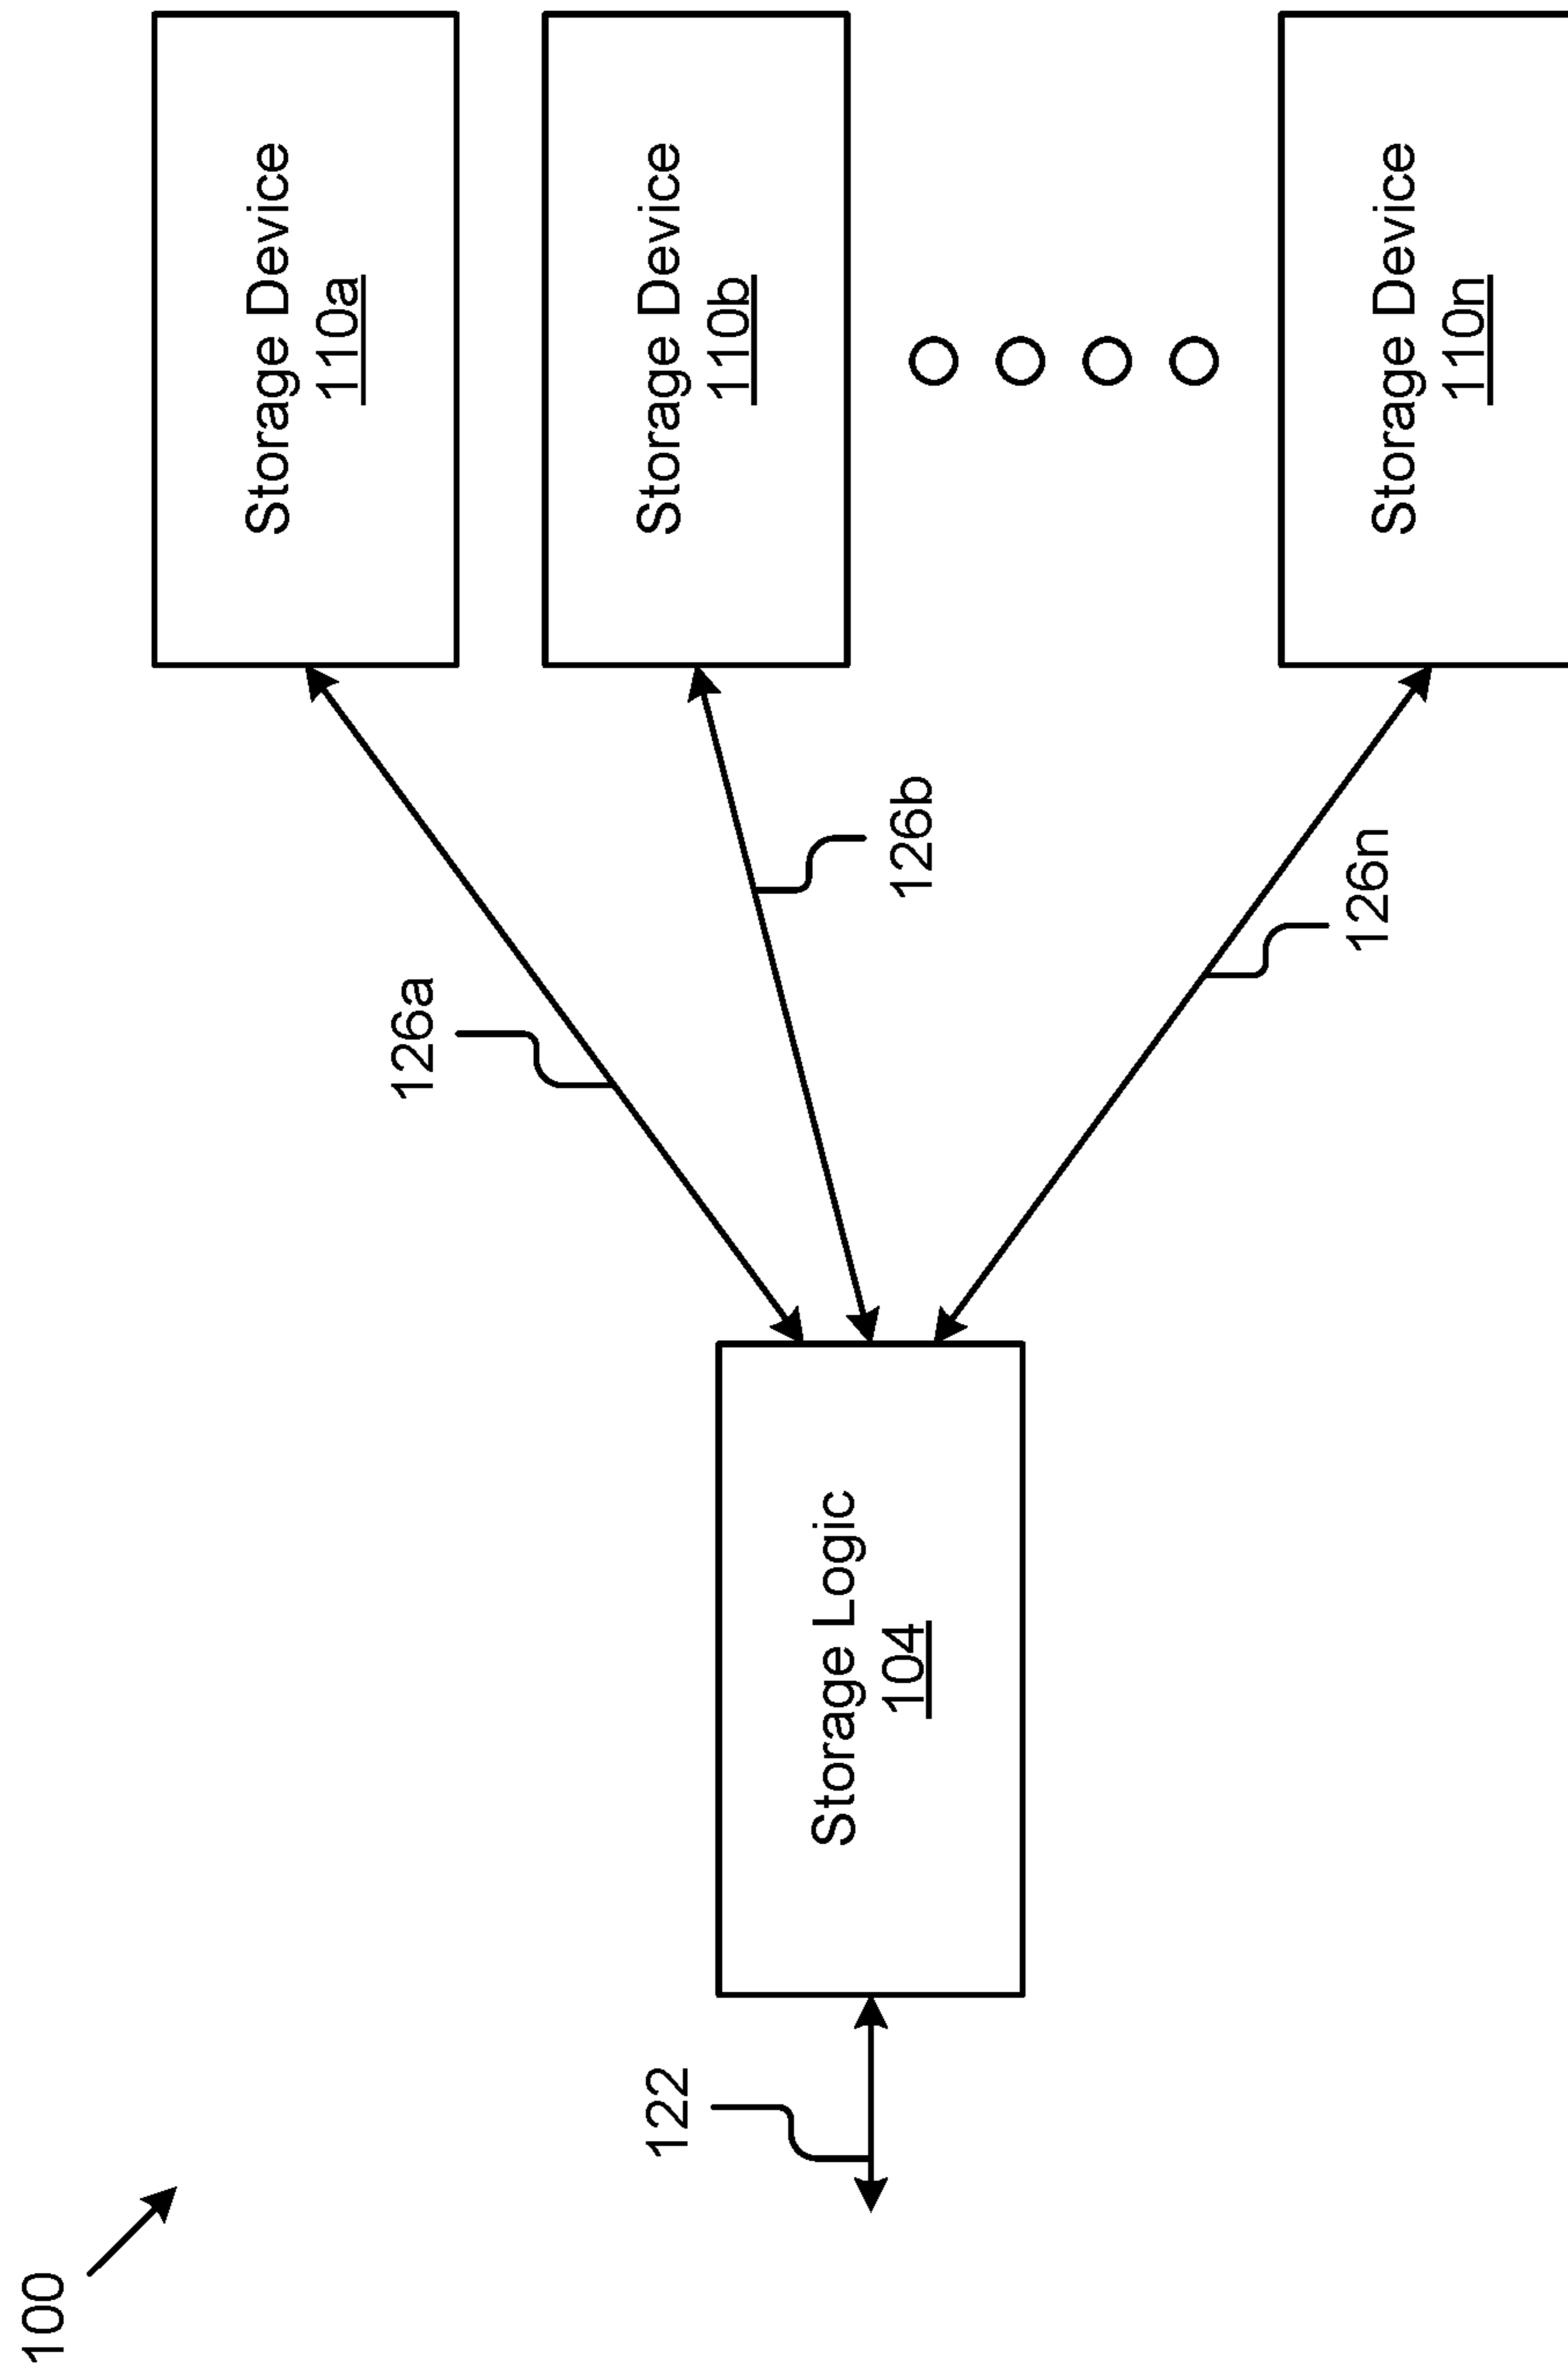 100
122
Storage Logic
104
126a
126b
126n
Storage Device
110a
Storage Device
110b
Storage Device
110n